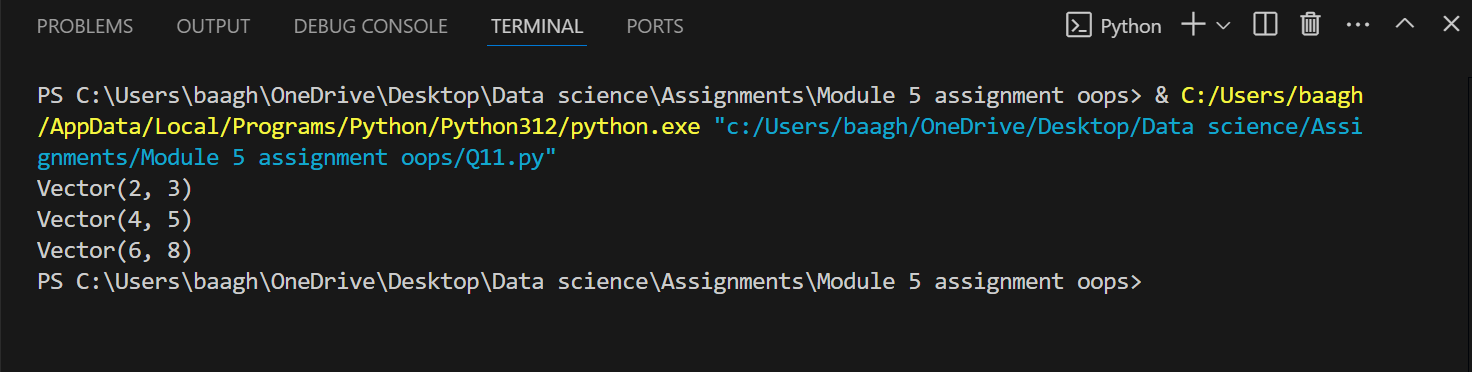 PROBLEMS OUTPUT DEBUG CONSOLE TERMINAL PORTS Python
PS C:\Users\baagh\OneDrive\Desktop\Data science\Assignments\Module 5 assignment oops> & C:/Users/baagh
/AppData/Local/Programs/Python/Python312/python.exe "c:/Users/baagh/OneDrive/Desktop/Data science/Assi
gnments/Module 5 assignment oops/Q11.py"
Vector(2, 3)
Vector(4, 5)
Vector(6, 8)
PS C:\Users\baagh\OneDrive\Desktop\Data science\Assignments\Module 5 assignment oops>